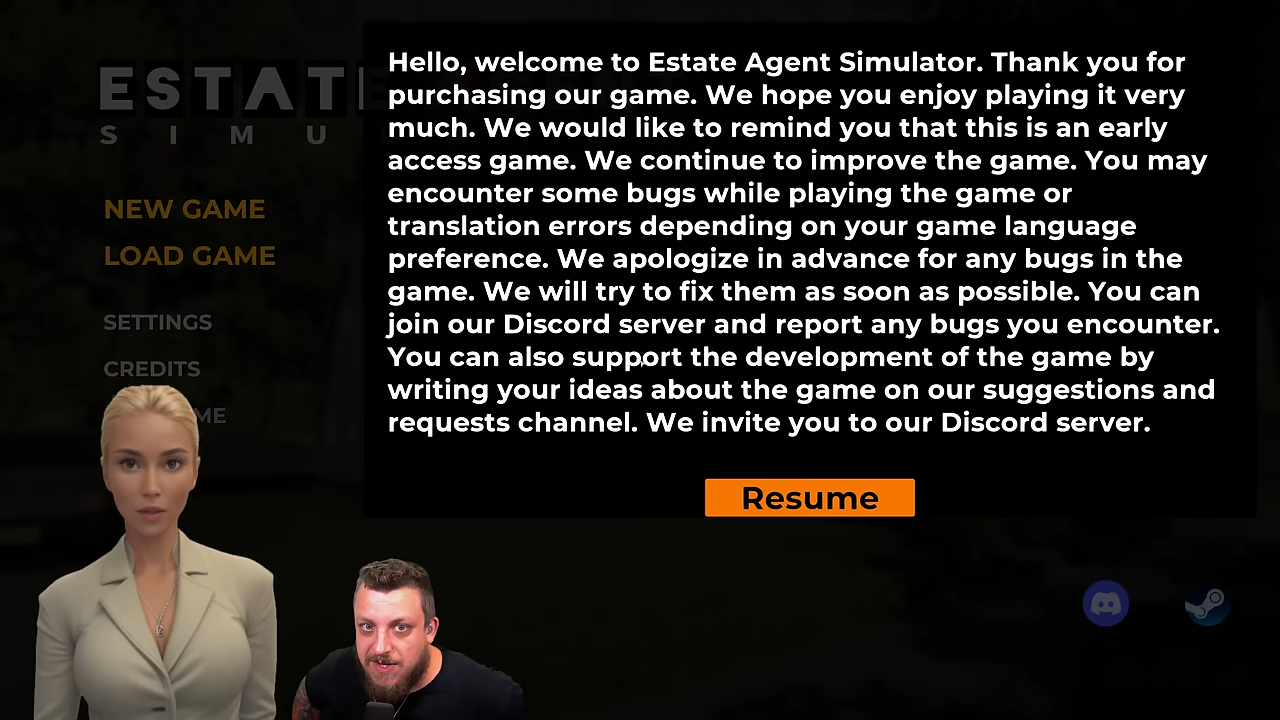 Hello, welcome to Estate Agent Simulator. Thank you for
purchasing our game. We hope you enjoy playing it very
much. We would like to remind you that this is an early
access game. We continue to improve the game. You may
encounter some bugs while playing the game or
translation errors depending on your game language
preference. We apologize in advance for any bugs in the
game. We will try to fix them as soon as possible. You can
join our Discord server and report any bugs you encounter.
You can also support the development of the game by
writing your ideas about the game on our suggestions and
requests channel. We invite you to our Discord server.
Resume
ESTATE
SIMU
NEW GAME
LOAD GAME
SETTINGS
CREDITS
ME